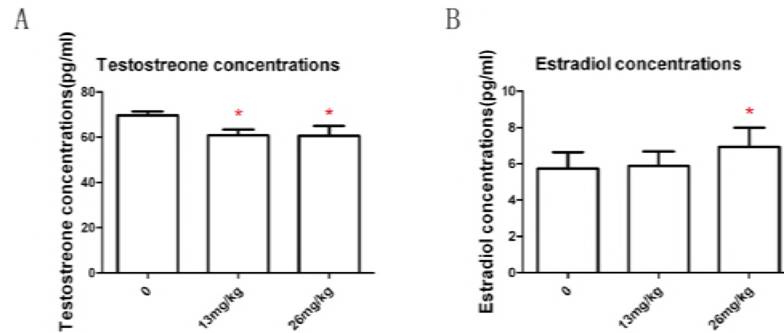 A
Testostreone concentrations
Testostreone concentrations(pg/ml)
80
60
40
20
0
* *
0 13mg/kg 26mg/kg
B
Estradiol concentrations
Estradiol concentrations(pg/ml)
10
8
6
4
2
0
*
0 13mg/kg 26mg/kg